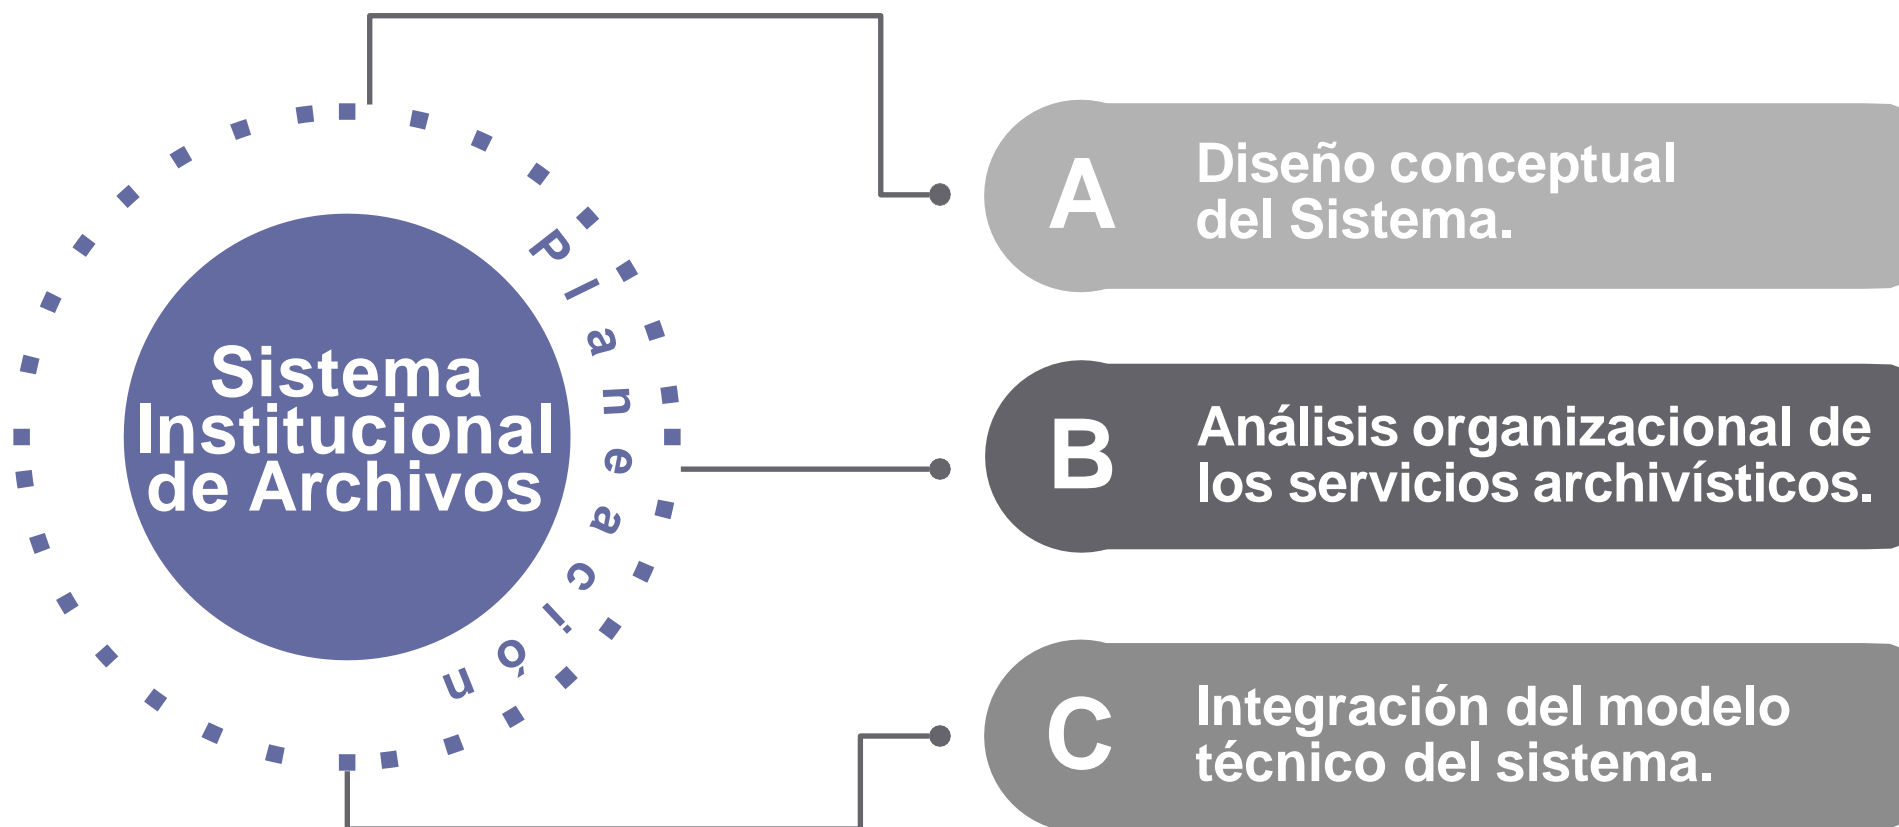 Sistema
Institucional
de Archivos
Planeación
A
Diseño conceptual
del Sistema.
B
Análisis organizacional de
los servicios archivísticos.
C
Integración del modelo
técnico del sistema.